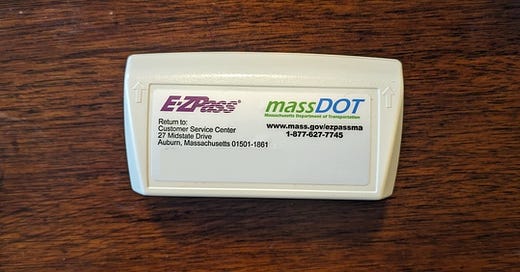 E-ZPass®
Return to:
Customer Service Center
27 Midstate Drive
Auburn, Massachusetts 01501-1861
massDOT
Massachusetts Department of Transportation
www.mass.gov/ezpassma
1-877-627-7745